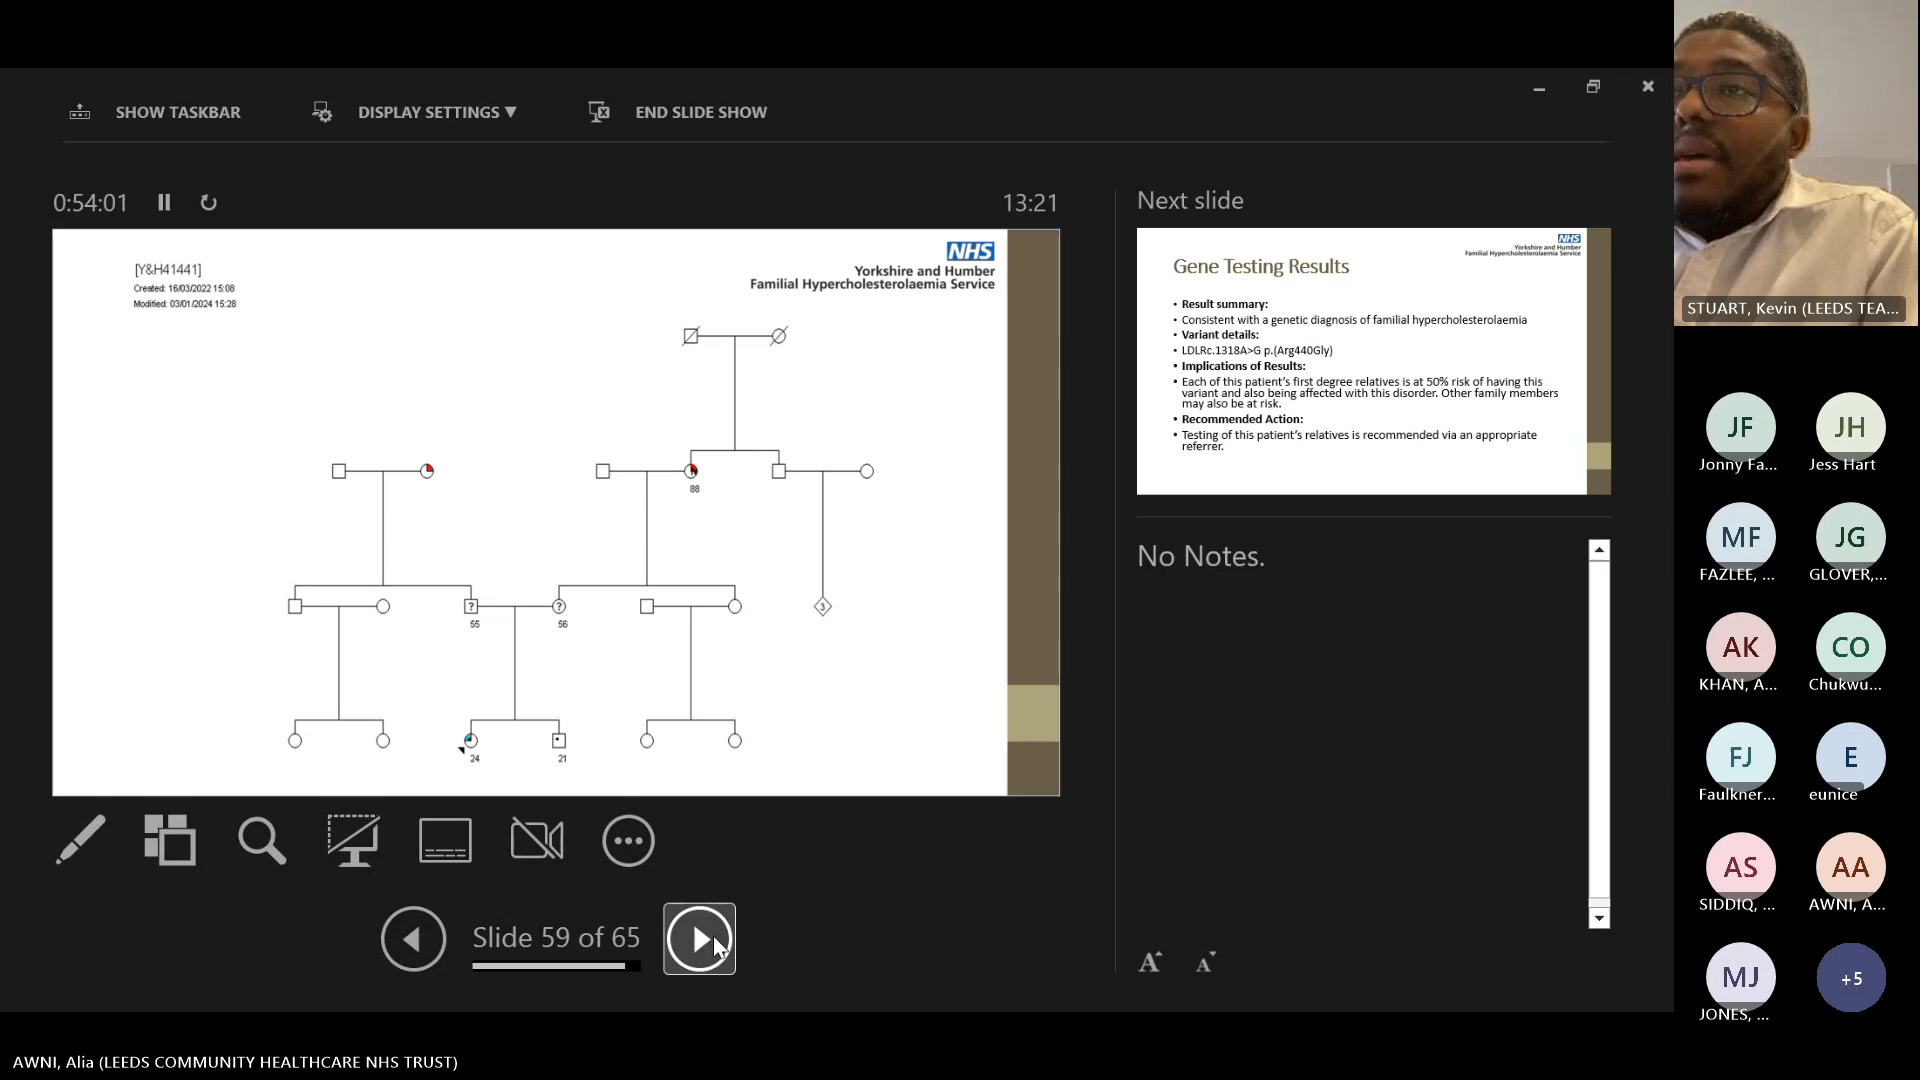 SHOW TASKBAR
DISPLAY SETTINGS ▼
END SLIDE SHOW
0:54:01
13:21
[Y&H41441]
Created: 16/03/2022 15:08
Modified: 03/01/2024 15:28
NHS
Yorkshire and Humber
Familial Hypercholesterolaemia Service
88
?
?
55
56
3
24
21
Slide 59 of 65
Next slide
NHS
Yorkshire and Humber
Familial Hypercholesterolaemia Service
Gene Testing Results
• Result summary:
• Consistent with a genetic diagnosis of familial hypercholesterolaemia
• Variant details:
• LDLRc.1318A>G p.(Arg440Gly)
• Implications of Results:
• Each of this patient's first degree relatives is at 50% risk of having this
variant and also being affected with this disorder. Other family members
may also be at risk.
• Recommended Action:
• Testing of this patient's relatives is recommended via an appropriate
referrer.
No Notes.
A A
STUART, Kevin (LEEDS TEA...
JF
Jonny Fa...
JH
Jess Hart
MF
FAZLEE, ...
JG
GLOVER,...
AK
KHAN, A...
CO
Chukwu...
FJ
Faulkner...
E
eunice
AS
SIDDIQ, ...
AA
AWNI, A...
MJ
JONES, ...
+5
AWNI, Alia (LEEDS COMMUNITY HEALTHCARE NHS TRUST)